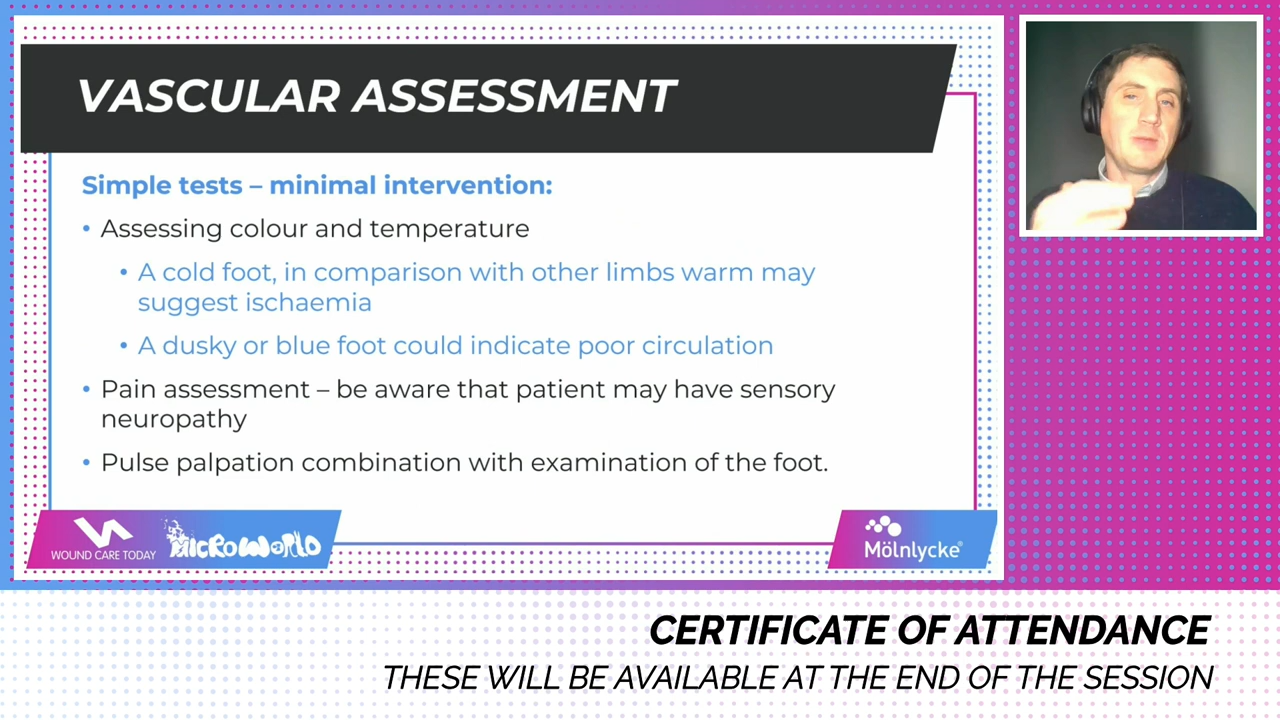 VASCULAR ASSESSMENT
Simple tests – minimal intervention:
• Assessing colour and temperature
• A cold foot, in comparison with other limbs warm may
suggest ischaemia
• A dusky or blue foot could indicate poor circulation
• Pain assessment – be aware that patient may have sensory
neuropathy
• Pulse palpation combination with examination of the foot.
WOUND CARE TODAY
MICROWORLD
Mölnlycke®
CERTIFICATE OF ATTENDANCE
THESE WILL BE AVAILABLE AT THE END OF THE SESSION